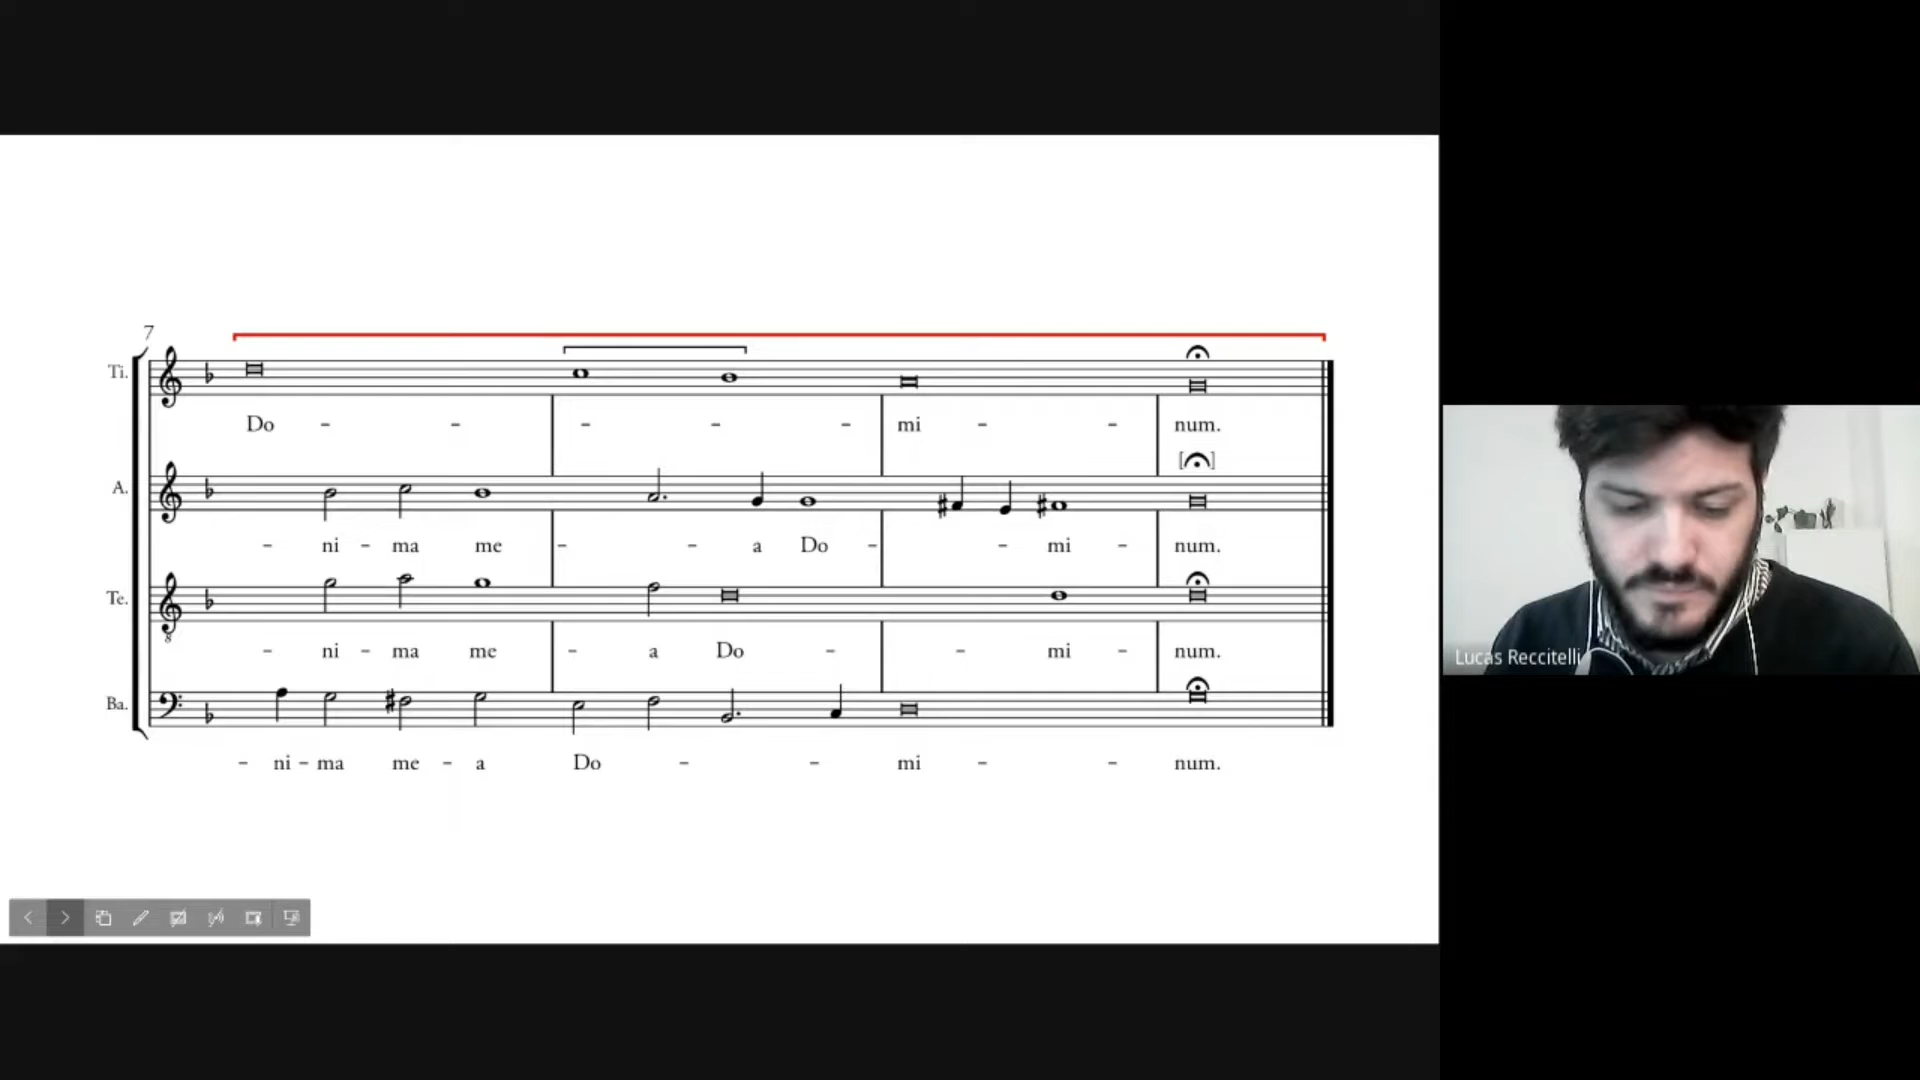 7
Ti.
Do - - - - - mi - - num.
[ ]
A.
- ni - ma me - - a Do - - mi - num.
Te.
8
- ni - ma me - a Do - - mi - num.
Ba.
- ni - ma me - a Do - - mi - - num.
Lucas Reccitelli